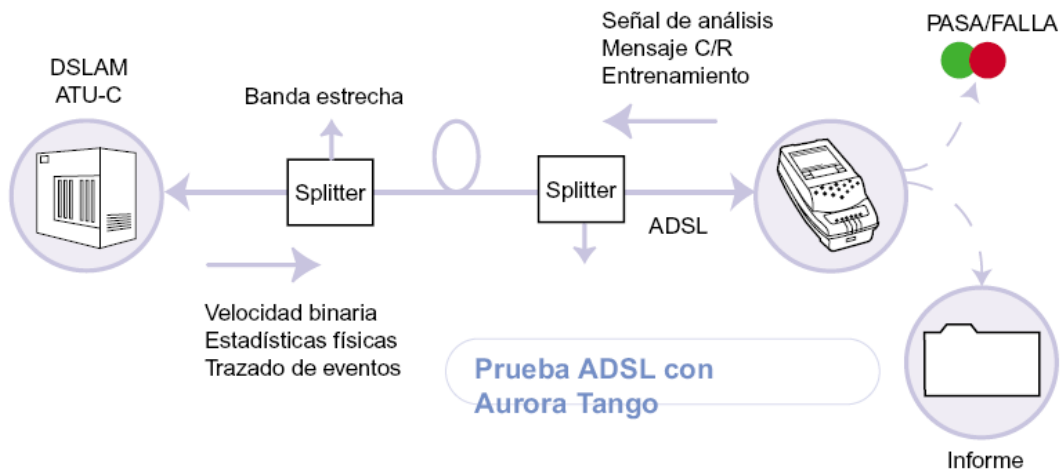 Señal de análisis
Mensaje C/R
Entrenamiento
PASA/FALLA
DSLAM
ATU-C
Banda estrecha
Splitter
Splitter
ADSL
Velocidad binaria
Estadísticas físicas
Trazado de eventos
Prueba ADSL con
Aurora Tango
Informe